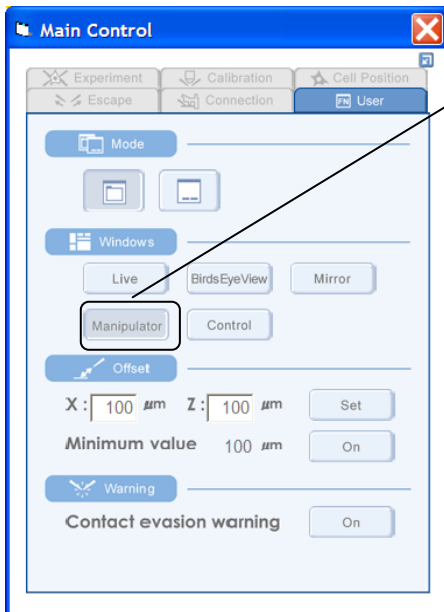 Main Control
Experiment Calibration Cell Position
Escape Connection FN User
Mode
Windows
Live BirdsEyeView Mirror
Manipulator Control
Offset
X : 100 µm Z : 100 µm Set
Minimum value 100 µm On
Warning
Contact evasion warning On